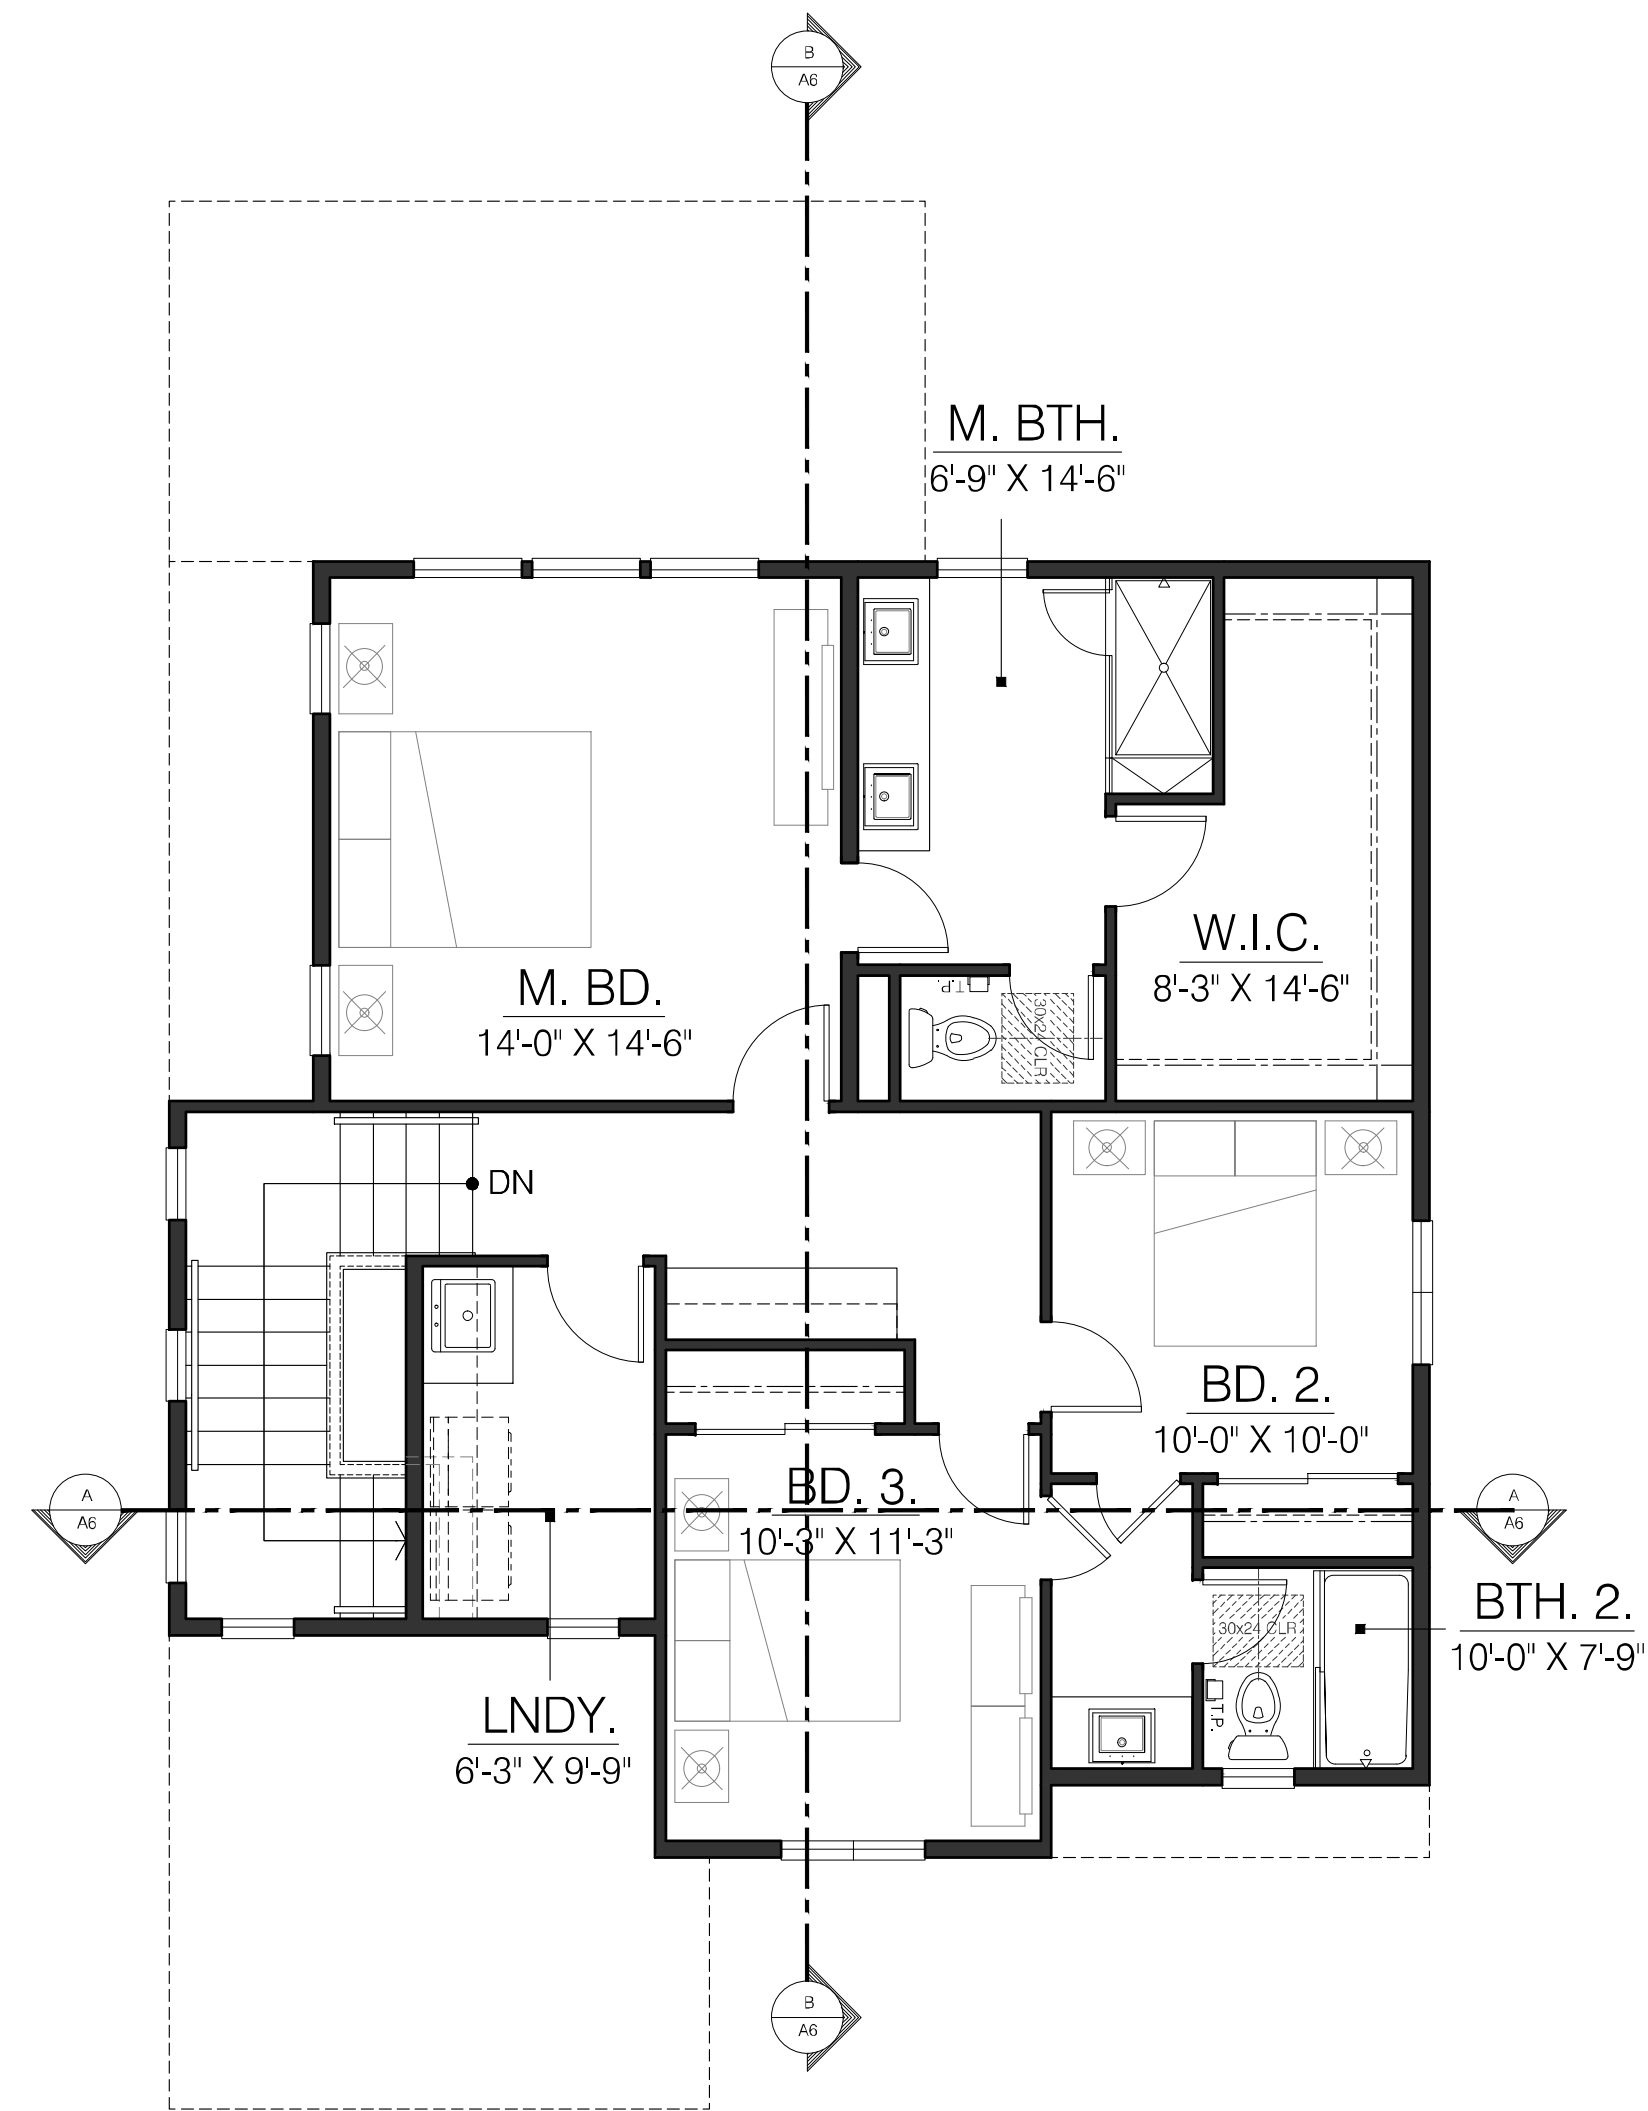 B
A6
M. BTH.
6'-9" X 14'-6"
W.I.C.
8'-3" X 14'-6"
M. BD.
14'-0" X 14'-6"
T.P.
30x24 CLR
DN
BD. 2.
10'-0" X 10'-0"
BD. 3.
10'-3" X 11'-3"
A
A6
A
A6
BTH. 2.
10'-0" X 7'-9"
30x24 CLR
T.P.
LNDY.
6'-3" X 9'-9"
B
A6